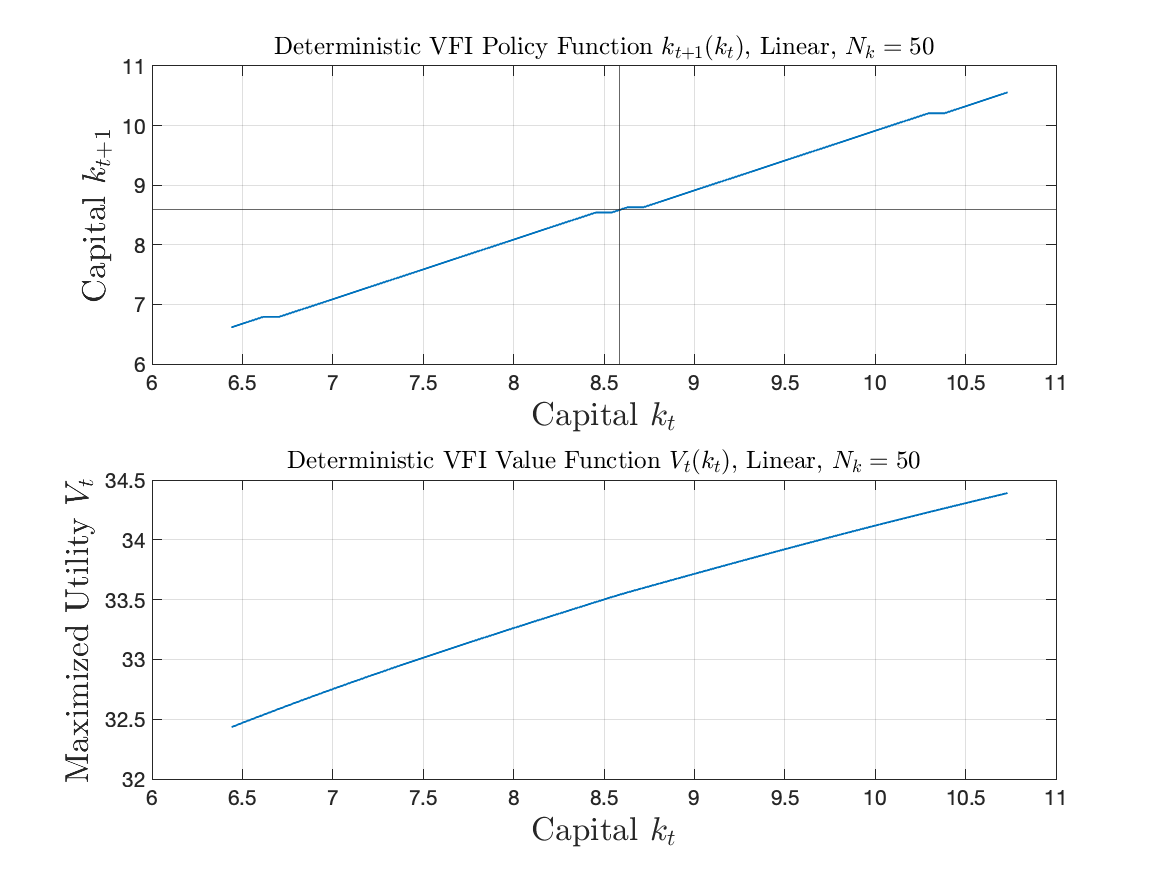 Deterministic VFI Policy Function $k_{t+1}(k_t)$, Linear, $N_k = 50$
Capital $k_{t+1}$
11
10
9
8
7
6
6 6.5 7 7.5 8 8.5 9 9.5 10 10.5 11
Capital $k_t$
Deterministic VFI Value Function $V_t(k_t)$, Linear, $N_k = 50$
Maximized Utility $V_t$
34.5
34
33.5
33
32.5
32
6 6.5 7 7.5 8 8.5 9 9.5 10 10.5 11
Capital $k_t$